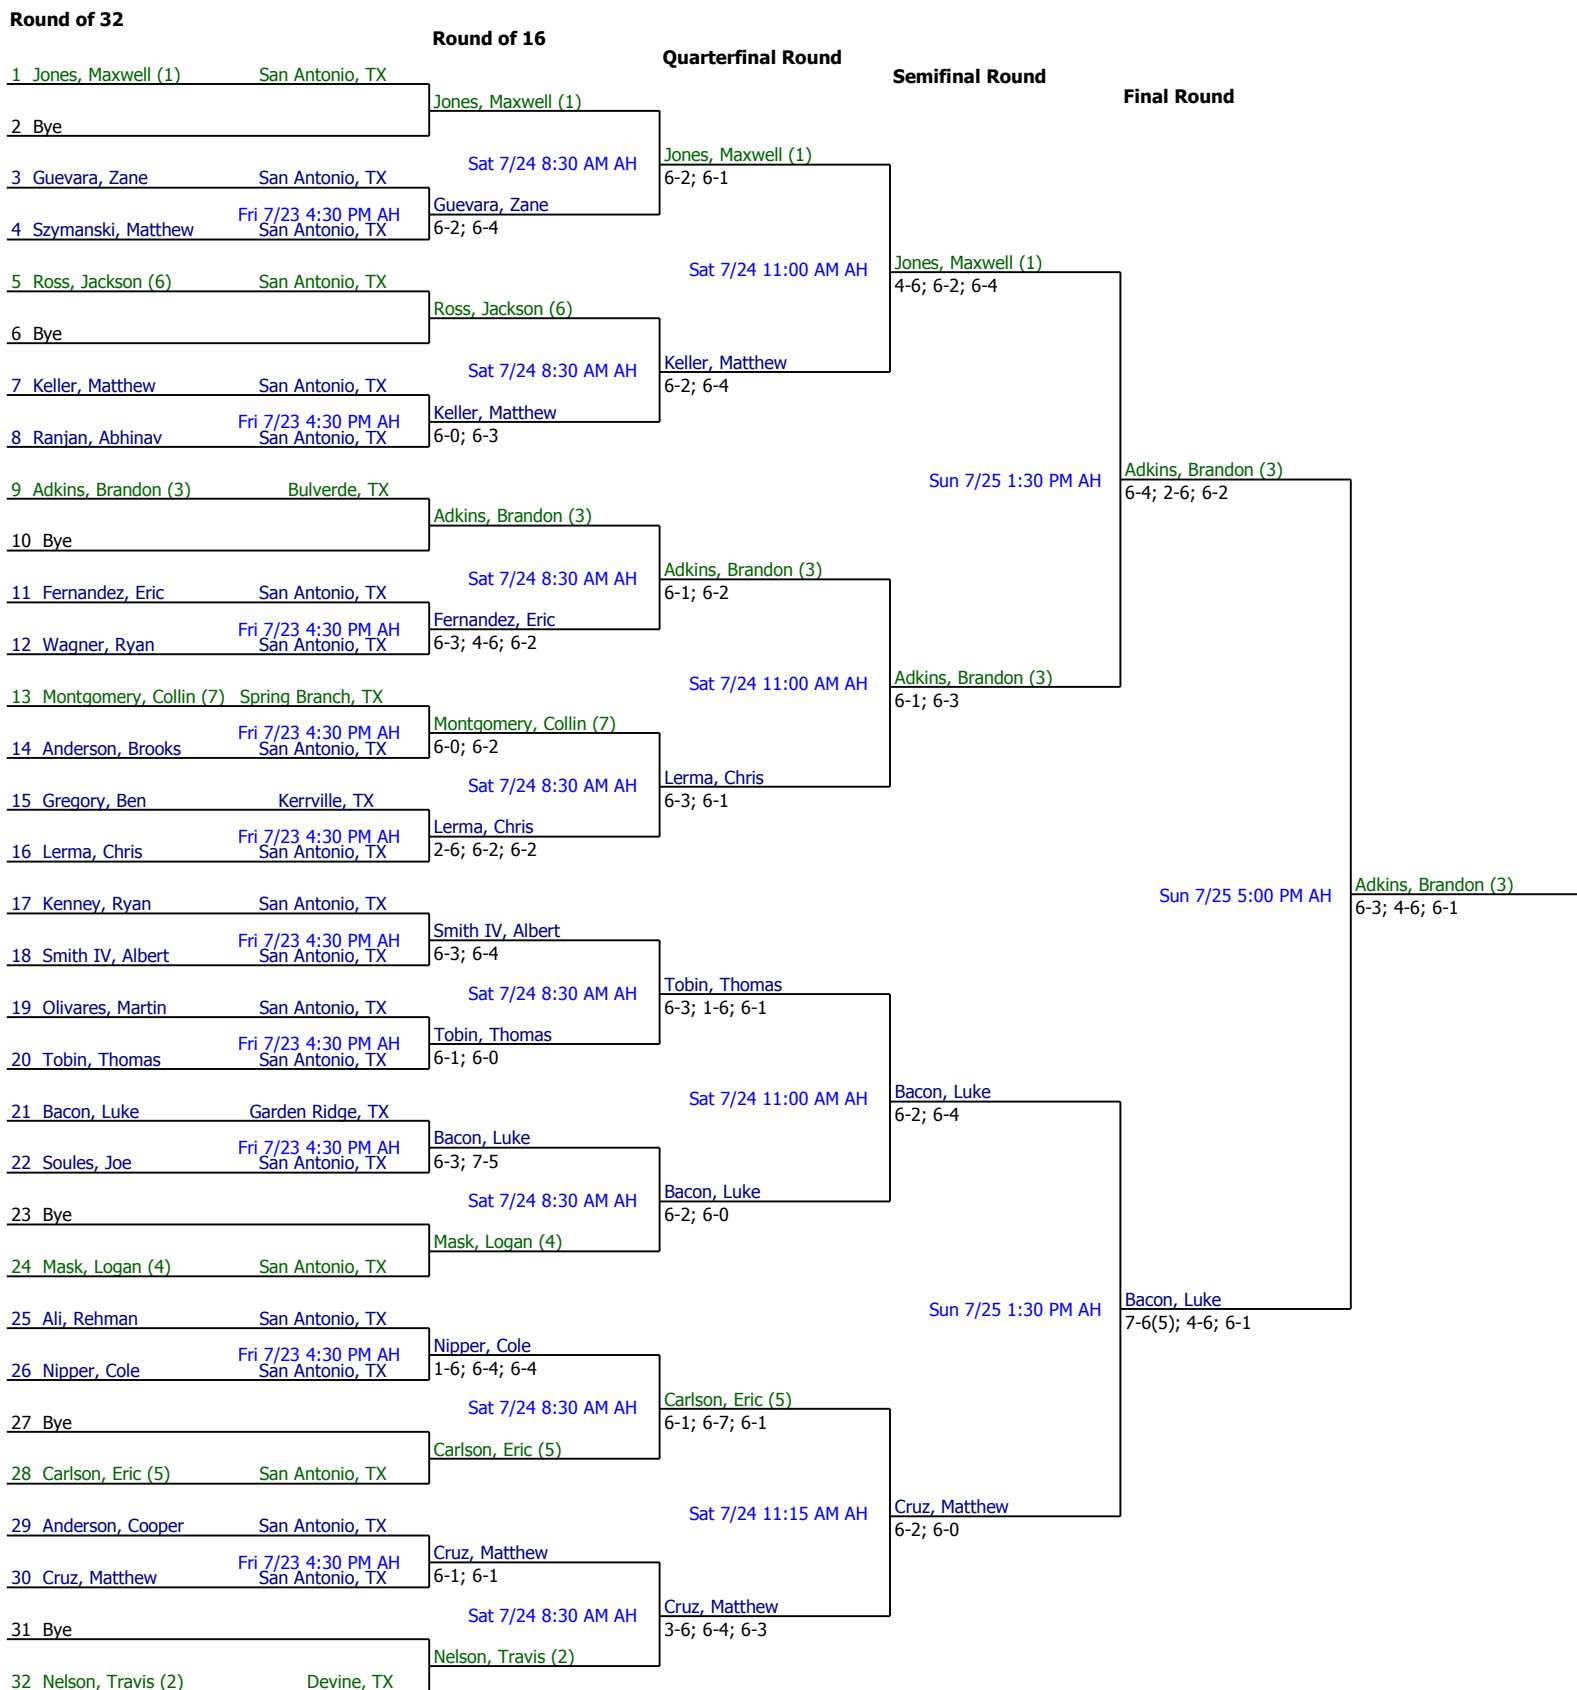 Round of 32
Round of 16
Quarterfinal Round
Semifinal Round
Final Round
1 Jones, Maxwell (1) San Antonio, TX
Jones, Maxwell (1)
2 Bye
Sat 7/24 8:30 AM AH
Jones, Maxwell (1)
6-2; 6-1
3 Guevara, Zane San Antonio, TX
Fri 7/23 4:30 PM AH
Guevara, Zane
6-2; 6-4
4 Szymanski, Matthew San Antonio, TX
Sat 7/24 11:00 AM AH
Jones, Maxwell (1)
4-6; 6-2; 6-4
5 Ross, Jackson (6) San Antonio, TX
Ross, Jackson (6)
6 Bye
Sat 7/24 8:30 AM AH
Keller, Matthew
6-2; 6-4
7 Keller, Matthew San Antonio, TX
Fri 7/23 4:30 PM AH
Keller, Matthew
6-0; 6-3
8 Ranjan, Abhinav San Antonio, TX
Sun 7/25 1:30 PM AH
Adkins, Brandon (3)
6-4; 2-6; 6-2
9 Adkins, Brandon (3) Bulverde, TX
Adkins, Brandon (3)
10 Bye
Sat 7/24 8:30 AM AH
Adkins, Brandon (3)
6-1; 6-2
11 Fernandez, Eric San Antonio, TX
Fri 7/23 4:30 PM AH
Fernandez, Eric
6-3; 4-6; 6-2
12 Wagner, Ryan San Antonio, TX
Sat 7/24 11:00 AM AH
Adkins, Brandon (3)
6-1; 6-3
13 Montgomery, Collin (7) Spring Branch, TX
Fri 7/23 4:30 PM AH
Montgomery, Collin (7)
6-0; 6-2
14 Anderson, Brooks San Antonio, TX
Sat 7/24 8:30 AM AH
Lerma, Chris
6-3; 6-1
15 Gregory, Ben Kerrville, TX
Fri 7/23 4:30 PM AH
Lerma, Chris
2-6; 6-2; 6-2
16 Lerma, Chris San Antonio, TX
Sun 7/25 5:00 PM AH
Adkins, Brandon (3)
6-3; 4-6; 6-1
17 Kenney, Ryan San Antonio, TX
Fri 7/23 4:30 PM AH
Smith IV, Albert
6-3; 6-4
18 Smith IV, Albert San Antonio, TX
Sat 7/24 8:30 AM AH
Tobin, Thomas
6-3; 1-6; 6-1
19 Olivares, Martin San Antonio, TX
Fri 7/23 4:30 PM AH
Tobin, Thomas
6-1; 6-0
20 Tobin, Thomas San Antonio, TX
Sat 7/24 11:00 AM AH
Bacon, Luke
6-2; 6-4
21 Bacon, Luke Garden Ridge, TX
Fri 7/23 4:30 PM AH
Bacon, Luke
6-3; 7-5
22 Soules, Joe San Antonio, TX
Sat 7/24 8:30 AM AH
Bacon, Luke
6-2; 6-0
23 Bye
Mask, Logan (4)
24 Mask, Logan (4) San Antonio, TX
Sun 7/25 1:30 PM AH
Bacon, Luke
7-6(5); 4-6; 6-1
25 Ali, Rehman San Antonio, TX
Fri 7/23 4:30 PM AH
Nipper, Cole
1-6; 6-4; 6-4
26 Nipper, Cole San Antonio, TX
Sat 7/24 8:30 AM AH
Carlson, Eric (5)
6-1; 6-7; 6-1
27 Bye
Carlson, Eric (5)
28 Carlson, Eric (5) San Antonio, TX
Sat 7/24 11:15 AM AH
Cruz, Matthew
6-2; 6-0
29 Anderson, Cooper San Antonio, TX
Fri 7/23 4:30 PM AH
Cruz, Matthew
6-1; 6-1
30 Cruz, Matthew San Antonio, TX
Sat 7/24 8:30 AM AH
Cruz, Matthew
3-6; 6-4; 6-3
31 Bye
Nelson, Travis (2)
32 Nelson, Travis (2) Devine, TX